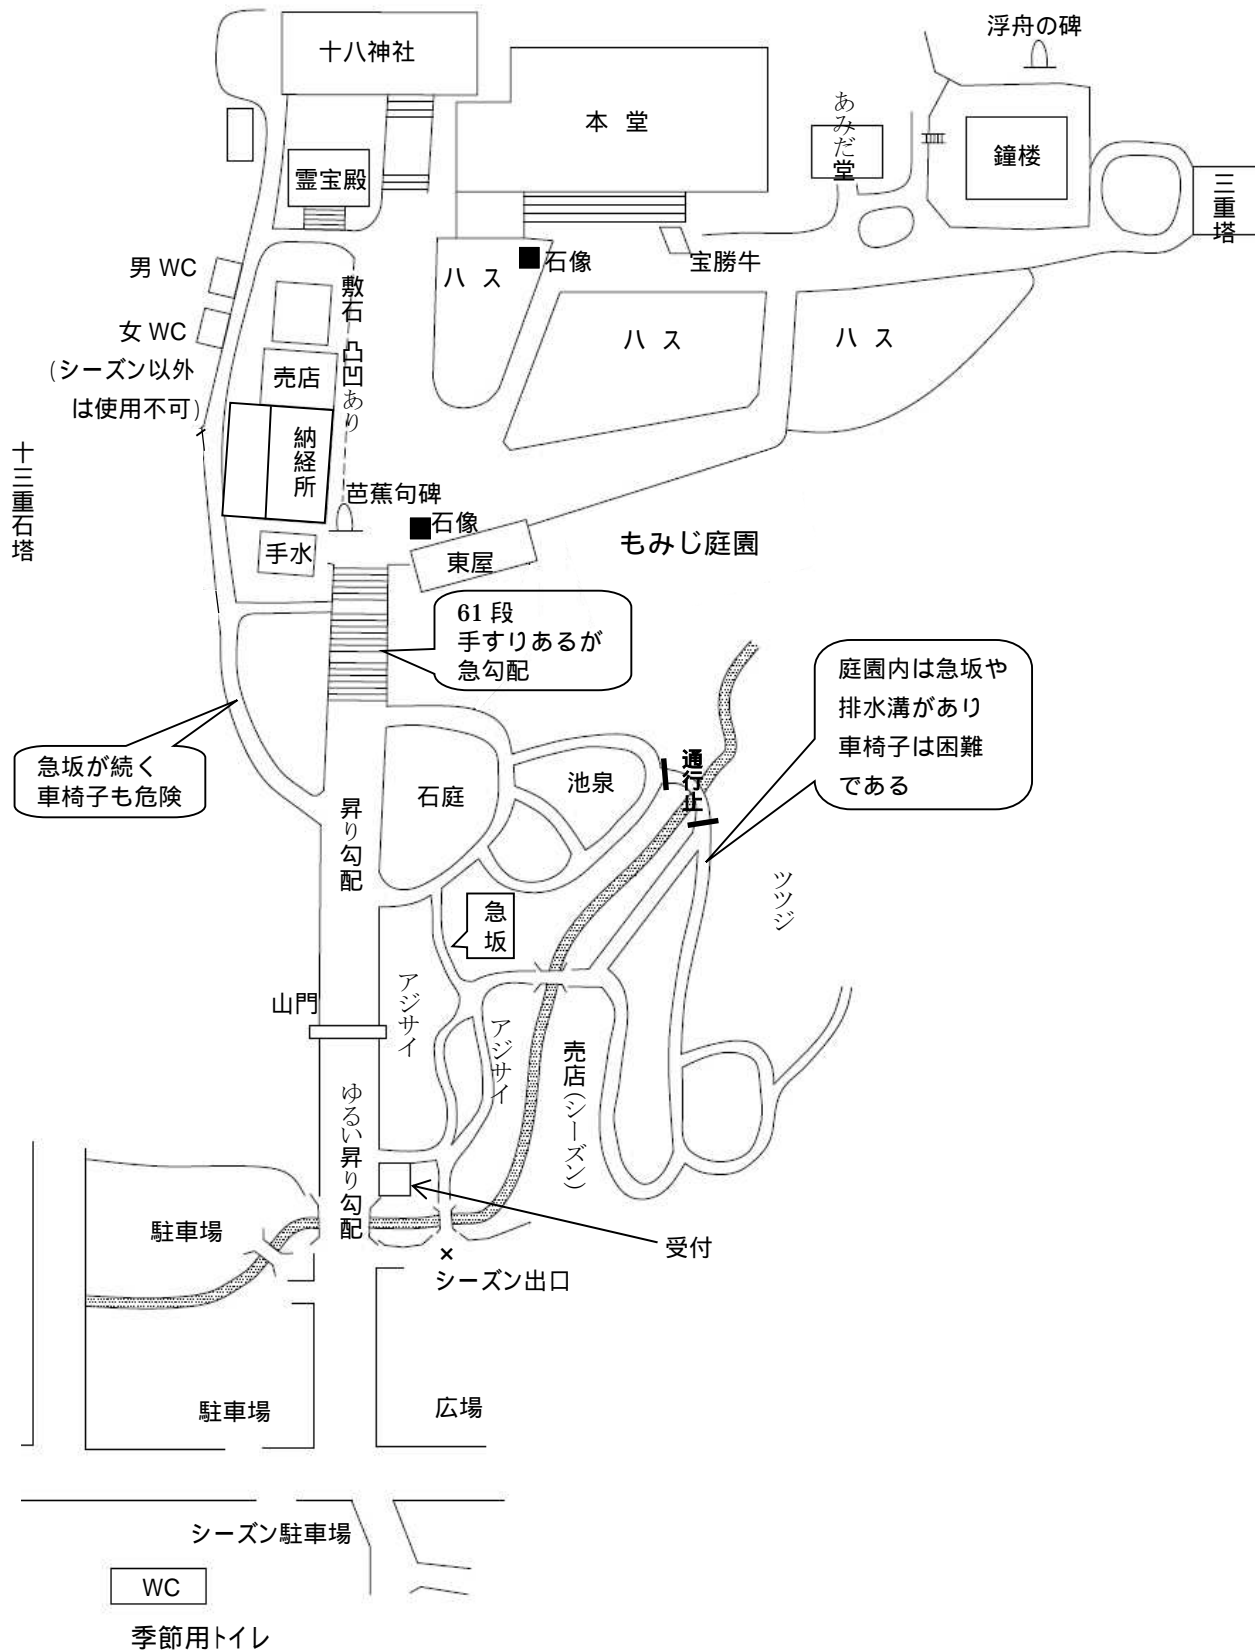 浮舟の碑
十八神社
本 堂
あみだ堂
鐘楼
三重塔
霊宝殿
男 WC
女 WC
(シーズン以外
は使用不可)
敷石 凸凹あり
ハ ス
石像
宝勝牛
ハ ス
ハ ス
売店
納経所
十三重石塔
芭蕉句碑
石像
手水
東屋
もみじ庭園
61 段
手すりあるが
急勾配
庭園内は急坂や
排水溝があり
車椅子は困難
である
急坂が続く
車椅子も危険
通行止
池泉
石庭
昇り勾配
ツツジ
急坂
アジサイ
アジサイ
山門
売店(シーズン)
ゆるい昇り勾配
駐車場
受付
×
シーズン出口
駐車場
広場
シーズン駐車場
WC
季節用トイレ